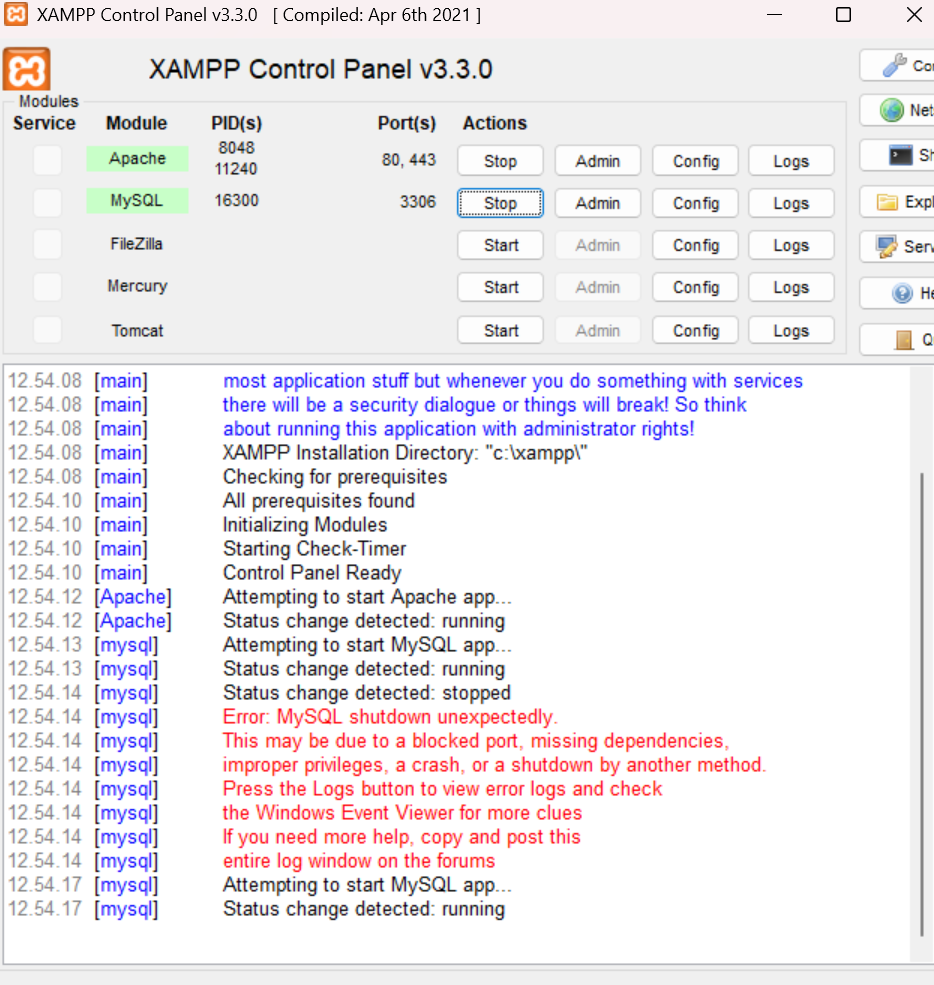 XAMPP Control Panel v3.3.0 [ Compiled: Apr 6th 2021 ]
XAMPP Control Panel v3.3.0
Modules
Service Module PID(s) Port(s) Actions
Apache 8048 11240 80, 443 Stop Admin Config Logs
MySQL 16300 3306 Stop Admin Config Logs
FileZilla Start Admin Config Logs
Mercury Start Admin Config Logs
Tomcat Start Admin Config Logs
Co
Net
Sh
Expl
Serv
He
Q
12.54.08 [main] most application stuff but whenever you do something with services
12.54.08 [main] there will be a security dialogue or things will break! So think
12.54.08 [main] about running this application with administrator rights!
12.54.08 [main] XAMPP Installation Directory: "c:\xampp\"
12.54.08 [main] Checking for prerequisites
12.54.10 [main] All prerequisites found
12.54.10 [main] Initializing Modules
12.54.10 [main] Starting Check-Timer
12.54.10 [main] Control Panel Ready
12.54.12 [Apache] Attempting to start Apache app...
12.54.12 [Apache] Status change detected: running
12.54.13 [mysql] Attempting to start MySQL app...
12.54.13 [mysql] Status change detected: running
12.54.14 [mysql] Status change detected: stopped
12.54.14 [mysql] Error: MySQL shutdown unexpectedly.
12.54.14 [mysql] This may be due to a blocked port, missing dependencies,
12.54.14 [mysql] improper privileges, a crash, or a shutdown by another method.
12.54.14 [mysql] Press the Logs button to view error logs and check
12.54.14 [mysql] the Windows Event Viewer for more clues
12.54.14 [mysql] If you need more help, copy and post this
12.54.14 [mysql] entire log window on the forums
12.54.17 [mysql] Attempting to start MySQL app...
12.54.17 [mysql] Status change detected: running